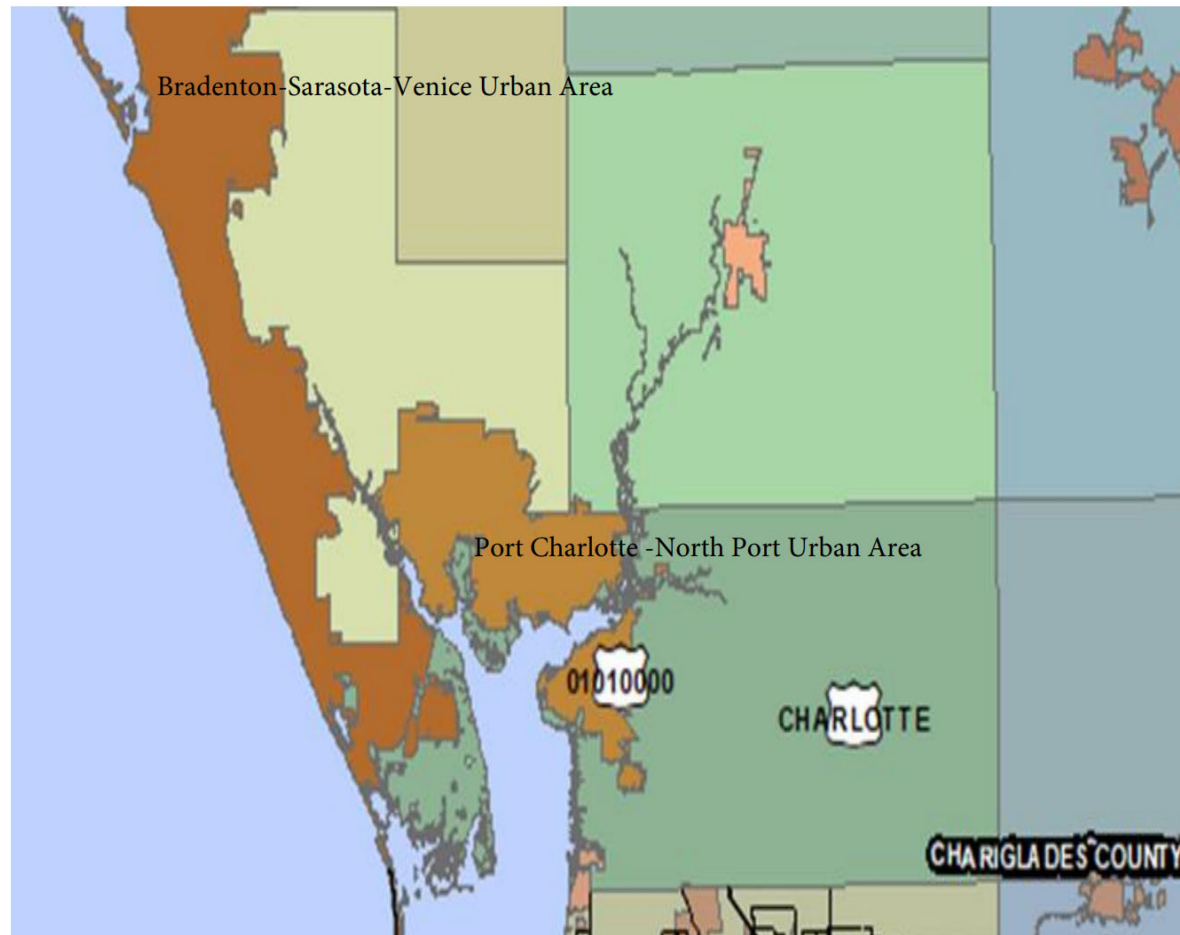 Bradenton-Sarasota-Venice Urban Area
Port Charlotte -North Port Urban Area
01010000
CHARLOTTE
CHARIGLADES COUNTY